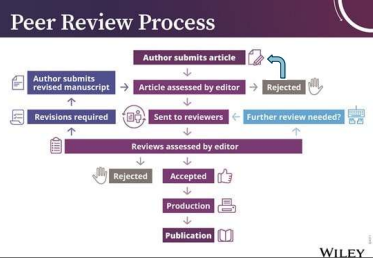 Peer Review Process
Author submits article
Author submits
revised manuscript
Article assessed by editor
Rejected
Revisions required
Sent to reviewers
Further review needed?
Reviews assessed by editor
Rejected
Accepted
Production
Publication
WILEY